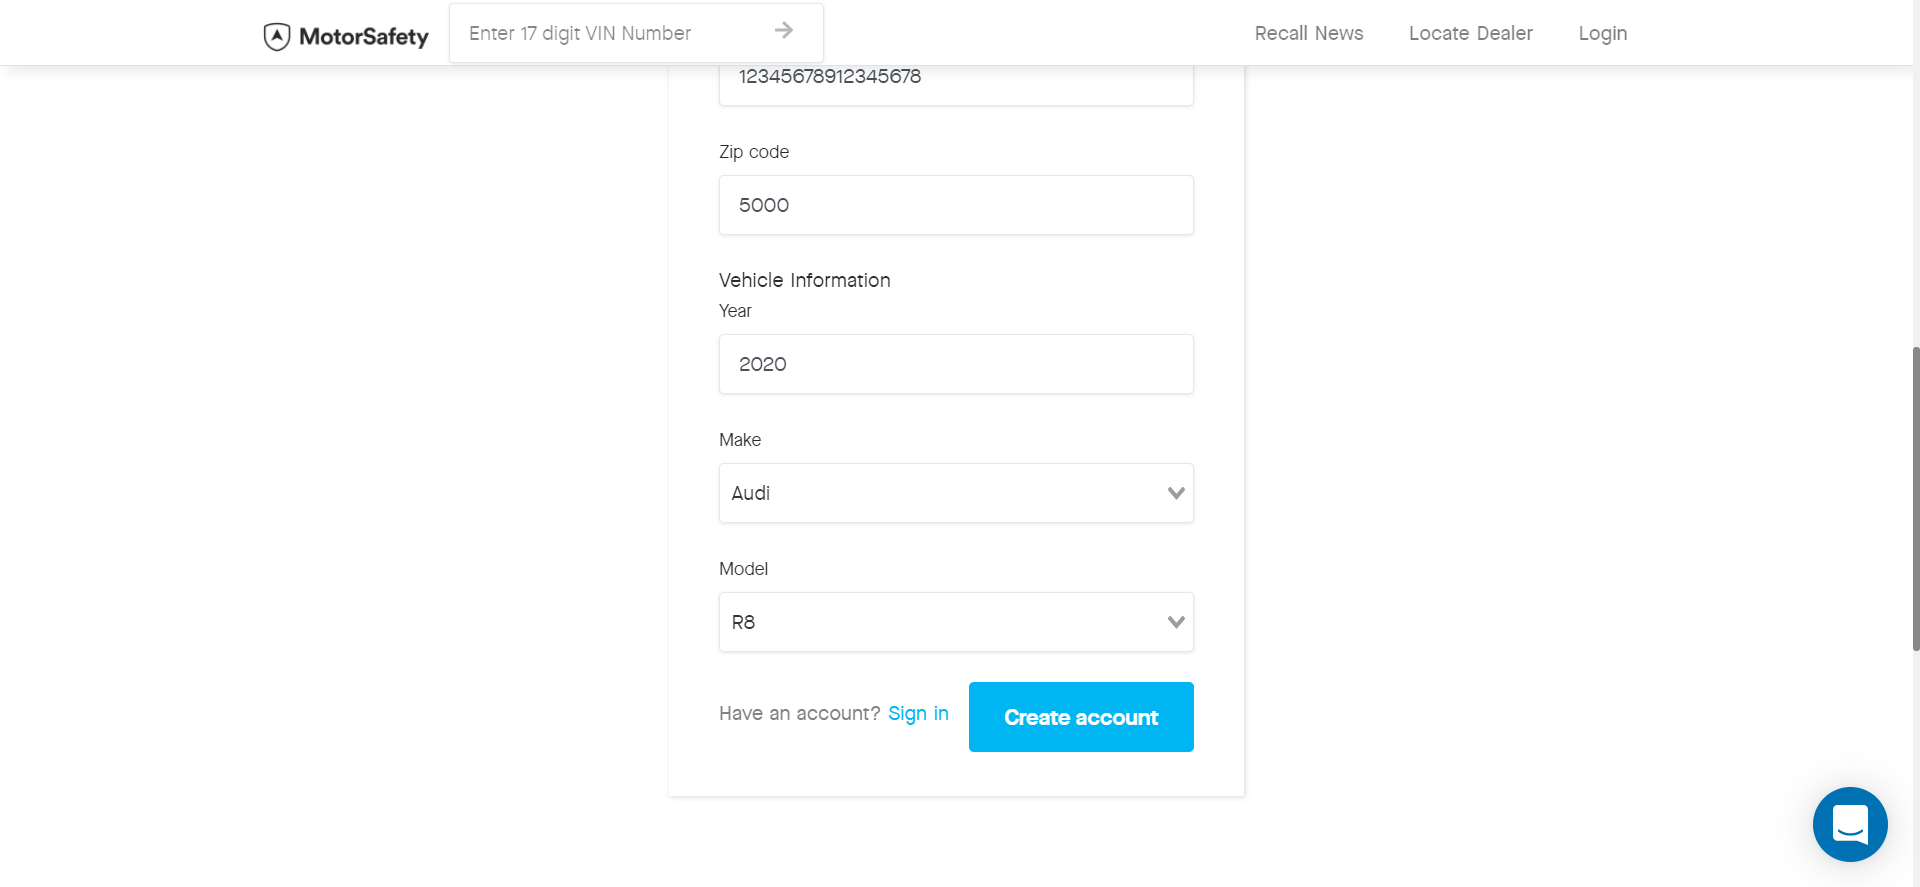 MotorSafety
Enter 17 digit VIN Number
Recall News
Locate Dealer
Login
12345678912345678
Zip code
5000
Vehicle Information
Year
2020
Make
Audi
Model
R8
Have an account? Sign in
Create account